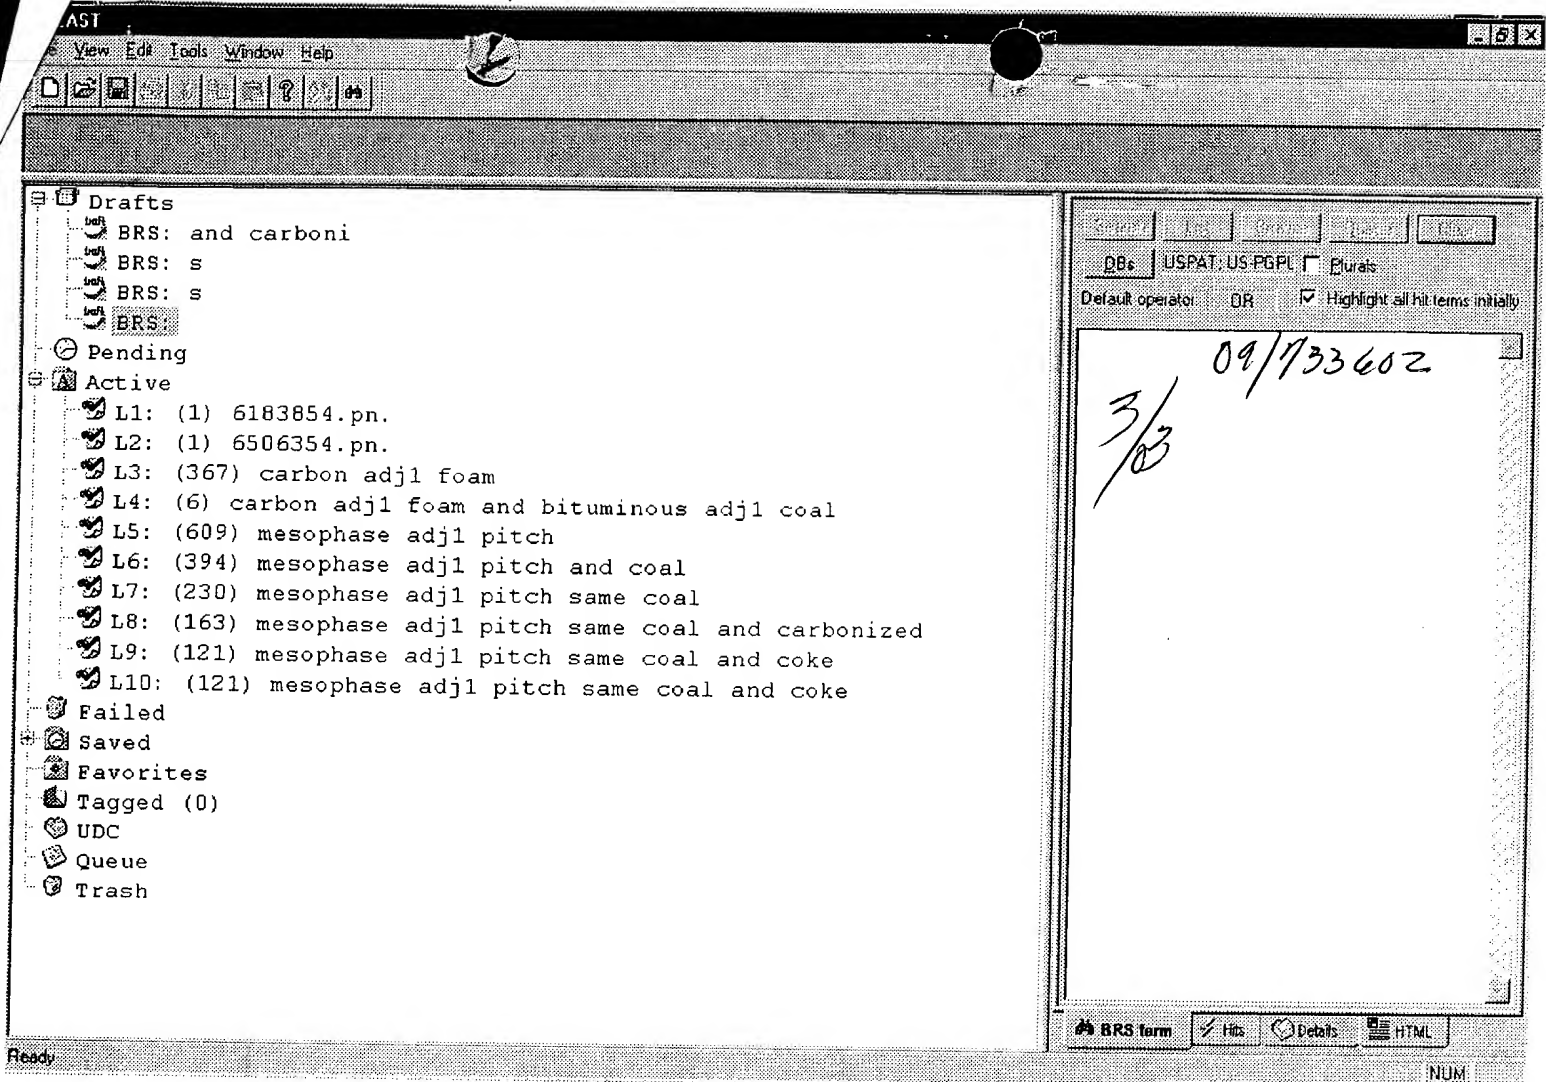 EAST
View Edit Tools Window Help
Drafts
BRS: and carboni
BRS: s
BRS: s
BRS:
Pending
Active
L1: (1) 6183854.pn.
L2: (1) 6506354.pn.
L3: (367) carbon adj1 foam
L4: (6) carbon adj1 foam and bituminous adj1 coal
L5: (609) mesophase adj1 pitch
L6: (394) mesophase adj1 pitch and coal
L7: (230) mesophase adj1 pitch same coal
L8: (163) mesophase adj1 pitch same coal and carbonized
L9: (121) mesophase adj1 pitch same coal and coke
L10: (121) mesophase adj1 pitch same coal and coke
Failed
Saved
Favorites
Tagged (0)
UDC
Queue
Trash
DBs USPAT; US-PGPL Plurals
Default operator: OR Highlight all hit terms initially
09/733602
3/03
BRS form Hits Details HTML
Ready
NUM